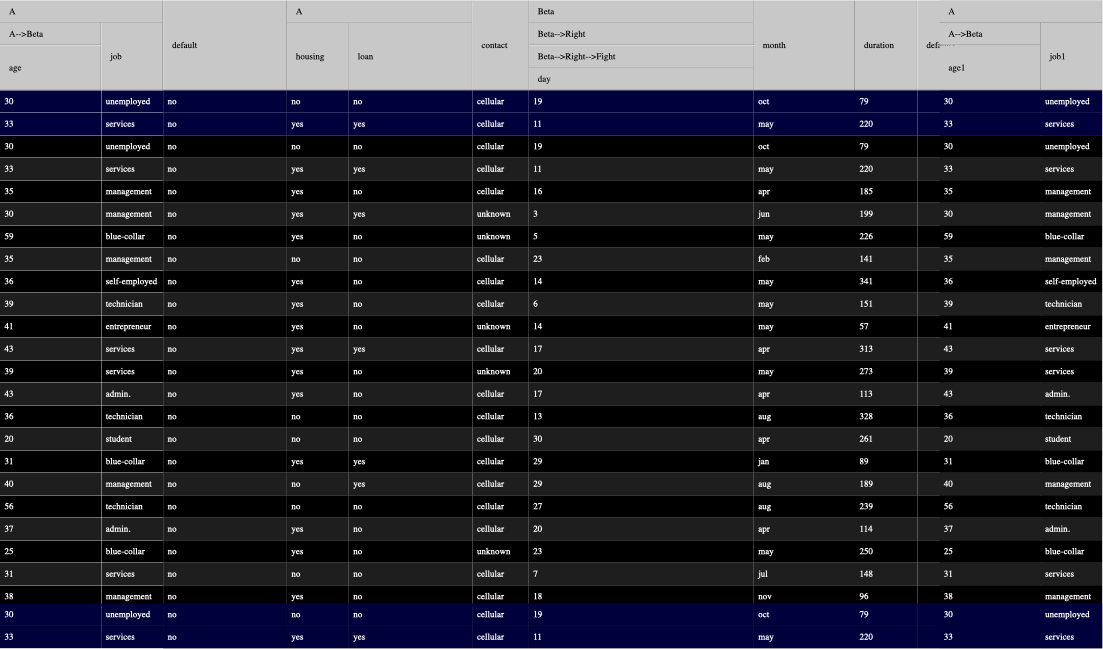 A A Beta A
A-->Beta Beta-->Right A-->Beta
job default housing loan contact month duration defi job1
Beta-->Right-->Fight
age age1
day
30 unemployed no no no cellular 19 oct 79 30 unemployed
33 services no yes yes cellular 11 may 220 33 services
30 unemployed no no no cellular 19 oct 79 30 unemployed
33 services no yes yes cellular 11 may 220 33 services
35 management no yes no cellular 16 apr 185 35 management
30 management no yes yes unknown 3 jun 199 30 management
59 blue-collar no yes no unknown 5 may 226 59 blue-collar
35 management no no no cellular 23 feb 141 35 management
36 self-employed no yes no cellular 14 may 341 36 self-employed
39 technician no yes no cellular 6 may 151 39 technician
41 entrepreneur no yes no unknown 14 may 57 41 entrepreneur
43 services no yes yes cellular 17 apr 313 43 services
39 services no yes no unknown 20 may 273 39 services
43 admin. no yes no cellular 17 apr 113 43 admin.
36 technician no no no cellular 13 aug 328 36 technician
20 student no no no cellular 30 apr 261 20 student
31 blue-collar no yes yes cellular 29 jan 89 31 blue-collar
40 management no no yes cellular 29 aug 189 40 management
56 technician no no no cellular 27 aug 239 56 technician
37 admin. no yes no cellular 20 apr 114 37 admin.
25 blue-collar no yes no unknown 23 may 250 25 blue-collar
31 services no no no cellular 7 jul 148 31 services
38 management no yes no cellular 18 nov 96 38 management
30 unemployed no no no cellular 19 oct 79 30 unemployed
33 services no yes yes cellular 11 may 220 33 services